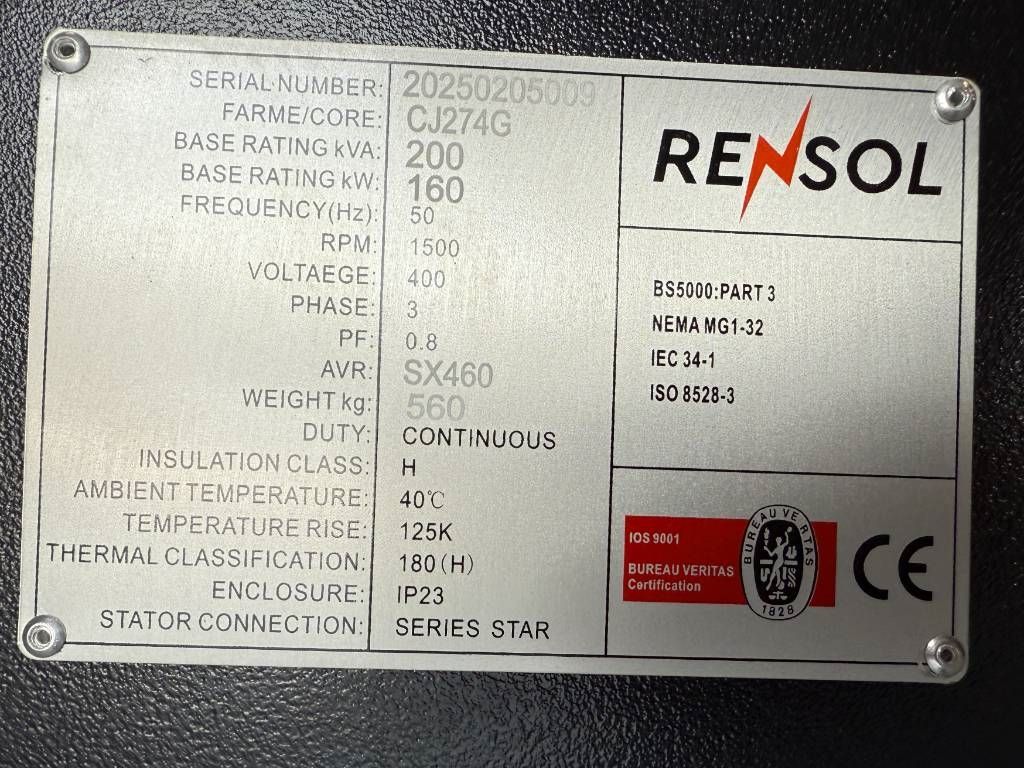 SERIAL NUMBER: 20250205009
FARME/CORE: CJ274G
BASE RATING kVA: 200
BASE RATING kW: 160
FREQUENCY(Hz): 50
RPM: 1500
VOLTAEGE: 400
PHASE: 3
PF: 0.8
AVR: SX460
WEIGHT kg: 560
DUTY: CONTINUOUS
INSULATION CLASS: H
AMBIENT TEMPERATURE: 40℃
TEMPERATURE RISE: 125K
THERMAL CLASSIFICATION: 180(H)
ENCLOSURE: IP23
STATOR CONNECTION: SERIES STAR
RENSOL
BS5000:PART 3
NEMA MG1-32
IEC 34-1
ISO 8528-3
IOS 9001
BUREAU VERITAS
Certification
BUREAU VERITAS
1828
CE